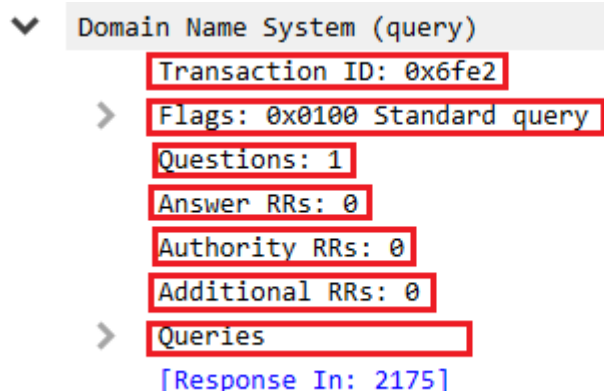 Domain Name System (query)
Transaction ID: 0x6fe2
Flags: 0x0100 Standard query
Questions: 1
Answer RRs: 0
Authority RRs: 0
Additional RRs: 0
Queries
[Response In: 2175]